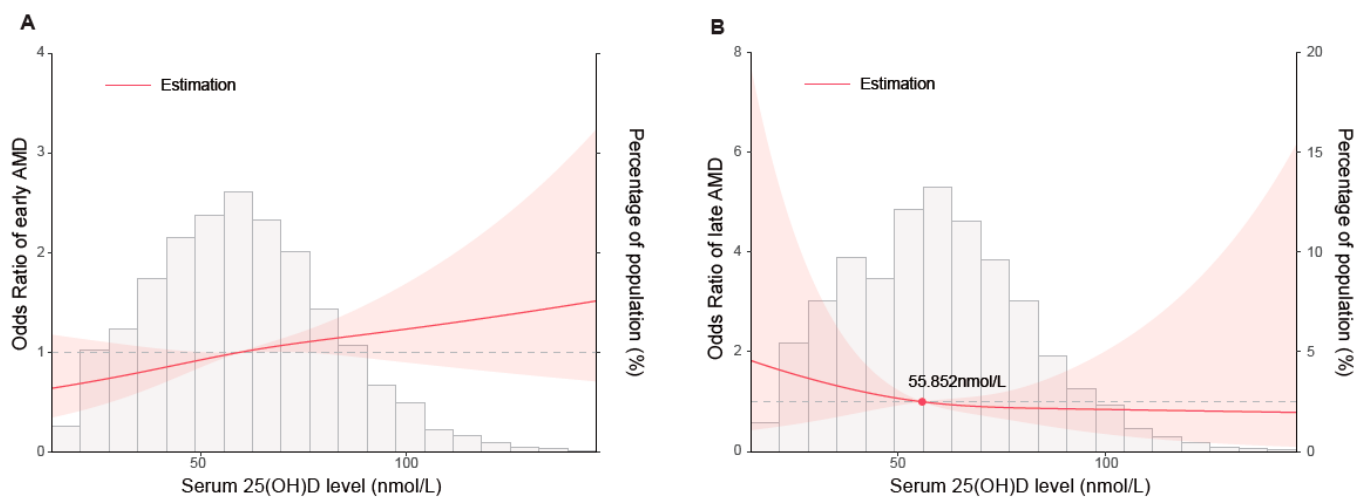 A
B
4
3
2
1
0
Odds Ratio of early AMD
Estimation
Percentage of population (%)
50
100
Serum 25(OH)D level (nmol/L)
8
6
4
2
0
Odds Ratio of late AMD
Estimation
55.852nmol/L
20
15
10
5
0
Percentage of population (%)
50
100
Serum 25(OH)D level (nmol/L)